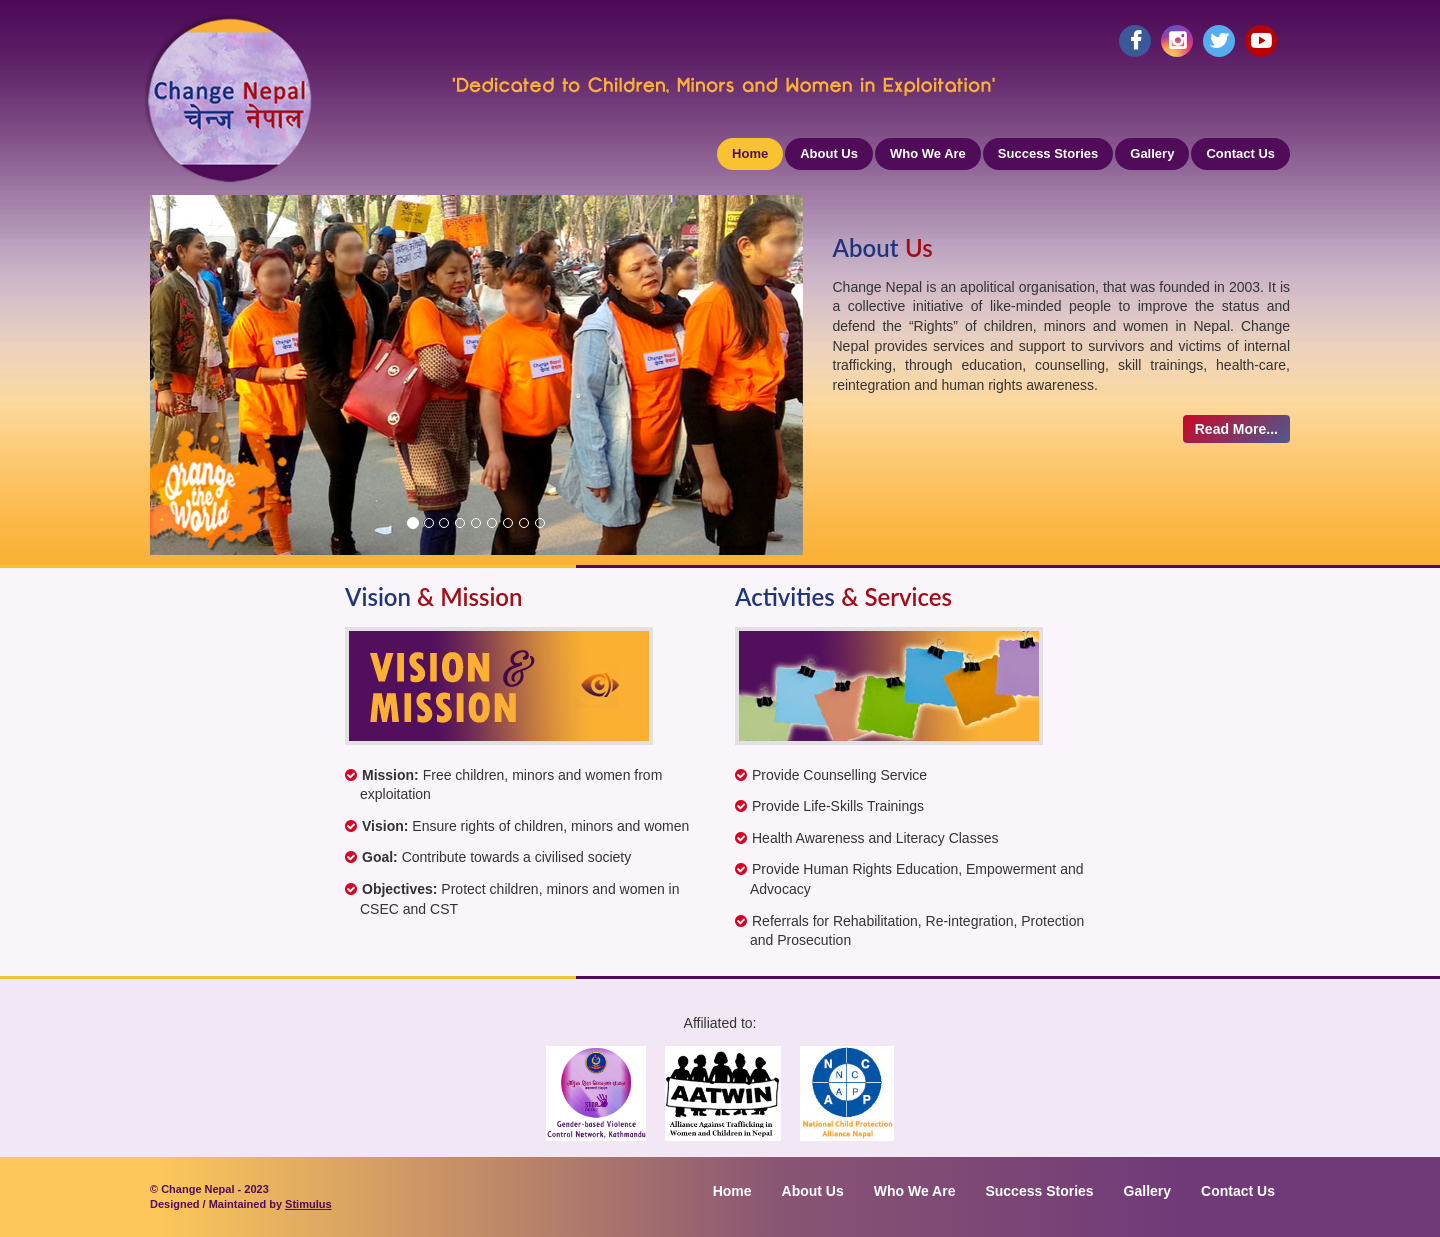 Change Nepal
चेन्ज नेपाल
'Dedicated to Children, Minors and Women in Exploitation'
Home About Us Who We Are Success Stories Gallery Contact Us
Change Nepal
Change Nepal
Change Nepal
Orange
the
World
About Us
Change Nepal is an apolitical organisation, that was founded in 2003. It is
a collective initiative of like-minded people to improve the status and
defend the “Rights” of children, minors and women in Nepal. Change
Nepal provides services and support to survivors and victims of internal
trafficking, through education, counselling, skill trainings, health-care,
reintegration and human rights awareness.
Read More...
Vision & Mission
VISION &
MISSION
Mission: Free children, minors and women from
exploitation
Vision: Ensure rights of children, minors and women
Goal: Contribute towards a civilised society
Objectives: Protect children, minors and women in
CSEC and CST
Activities & Services
Provide Counselling Service
Provide Life-Skills Trainings
Health Awareness and Literacy Classes
Provide Human Rights Education, Empowerment and
Advocacy
Referrals for Rehabilitation, Re-integration, Protection
and Prosecution
Affiliated to:
Gender-based Violence
Control Network, Kathmandu
AATWIN
Alliance Against Trafficking in
Women and Children in Nepal
N C
N C
A P
A P
National Child Protection
Alliance Nepal
© Change Nepal - 2023
Designed / Maintained by Stimulus
Home About Us Who We Are Success Stories Gallery Contact Us